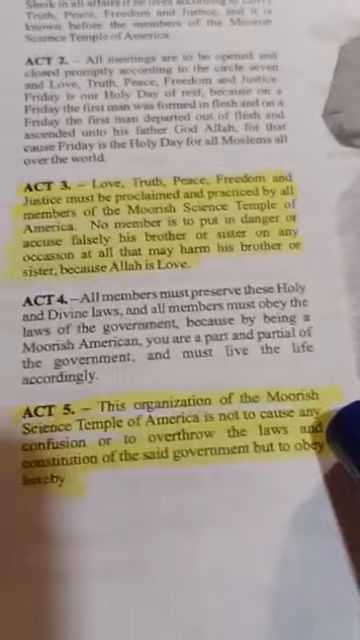 Sheik in all affairs if he lives according to
Truth, Peace, Freedom and Justice, and it is
known before the members of the Moorish
Science Temple of America.
ACT 2. - All meetings are to be opened and
closed promptly according to the circle seven
and Love, Truth, Peace, Freedom and Justice.
Friday is our Holy Day of rest, because on a
Friday the first man was formed in flesh and on a
Friday the first man departed out of flesh and
ascended unto his father God Allah, for that
cause Friday is the Holy Day for all Moslems all
over the world.
ACT 3. – Love, Truth, Peace, Freedom and
Justice must be proclaimed and practiced by all
members of the Moorish Science Temple of
America. No member is to put in danger or
accuse falsely his brother or sister on any
occasion at all that may harm his brother or
sister, because Allah is Love.
ACT 4. –All members must preserve these Holy
and Divine laws, and all members must obey the
laws of the government, because by being a
Moorish American, you are a part and partial of
the government, and must live the life
accordingly.
ACT 5. – This organization of the Moorish
Science Temple of America is not to cause any
confusion or to overthrow the laws and
constitution of the said government but to obey
hereby